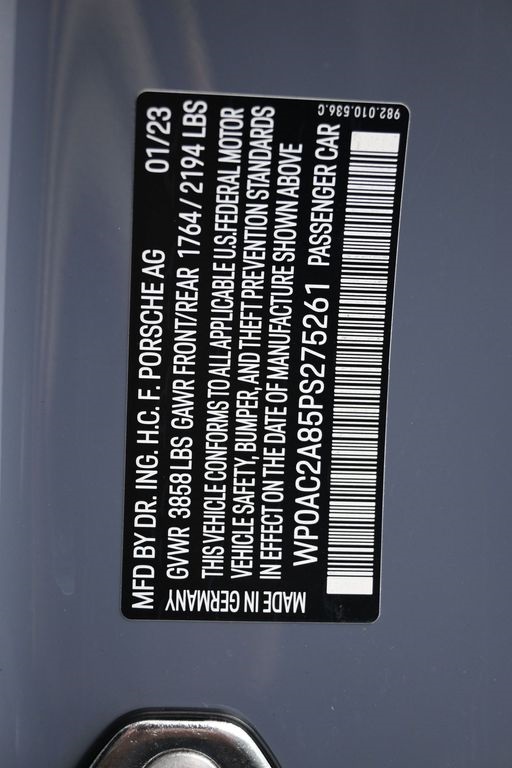 MFD BY DR. ING. H.C. F. PORSCHE AG 01/23
GVWR 3858 LBS GAWR FRONT/REAR 1764/2194 LBS
THIS VEHICLE CONFORMS TO ALL APPLICABLE U.S.FEDERAL MOTOR
VEHICLE SAFETY, BUMPER, AND THEFT PREVENTION STANDARDS
IN EFFECT ON THE DATE OF MANUFACTURE SHOWN ABOVE
WP0AC2A85PS275261 PASSENGER CAR
MADE IN GERMANY
982.010.536.C